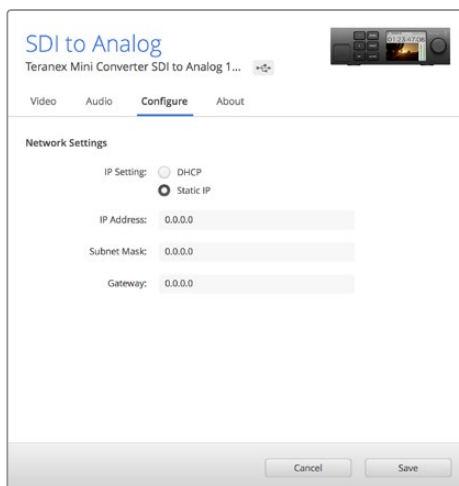 SDI to Analog
Teranex Mini Converter SDI to Analog 1...
Video Audio Configure About
Network Settings
IP Setting: DHCP
Static IP
IP Address: 0.0.0.0
Subnet Mask: 0.0.0.0
Gateway: 0.0.0.0
Cancel Save